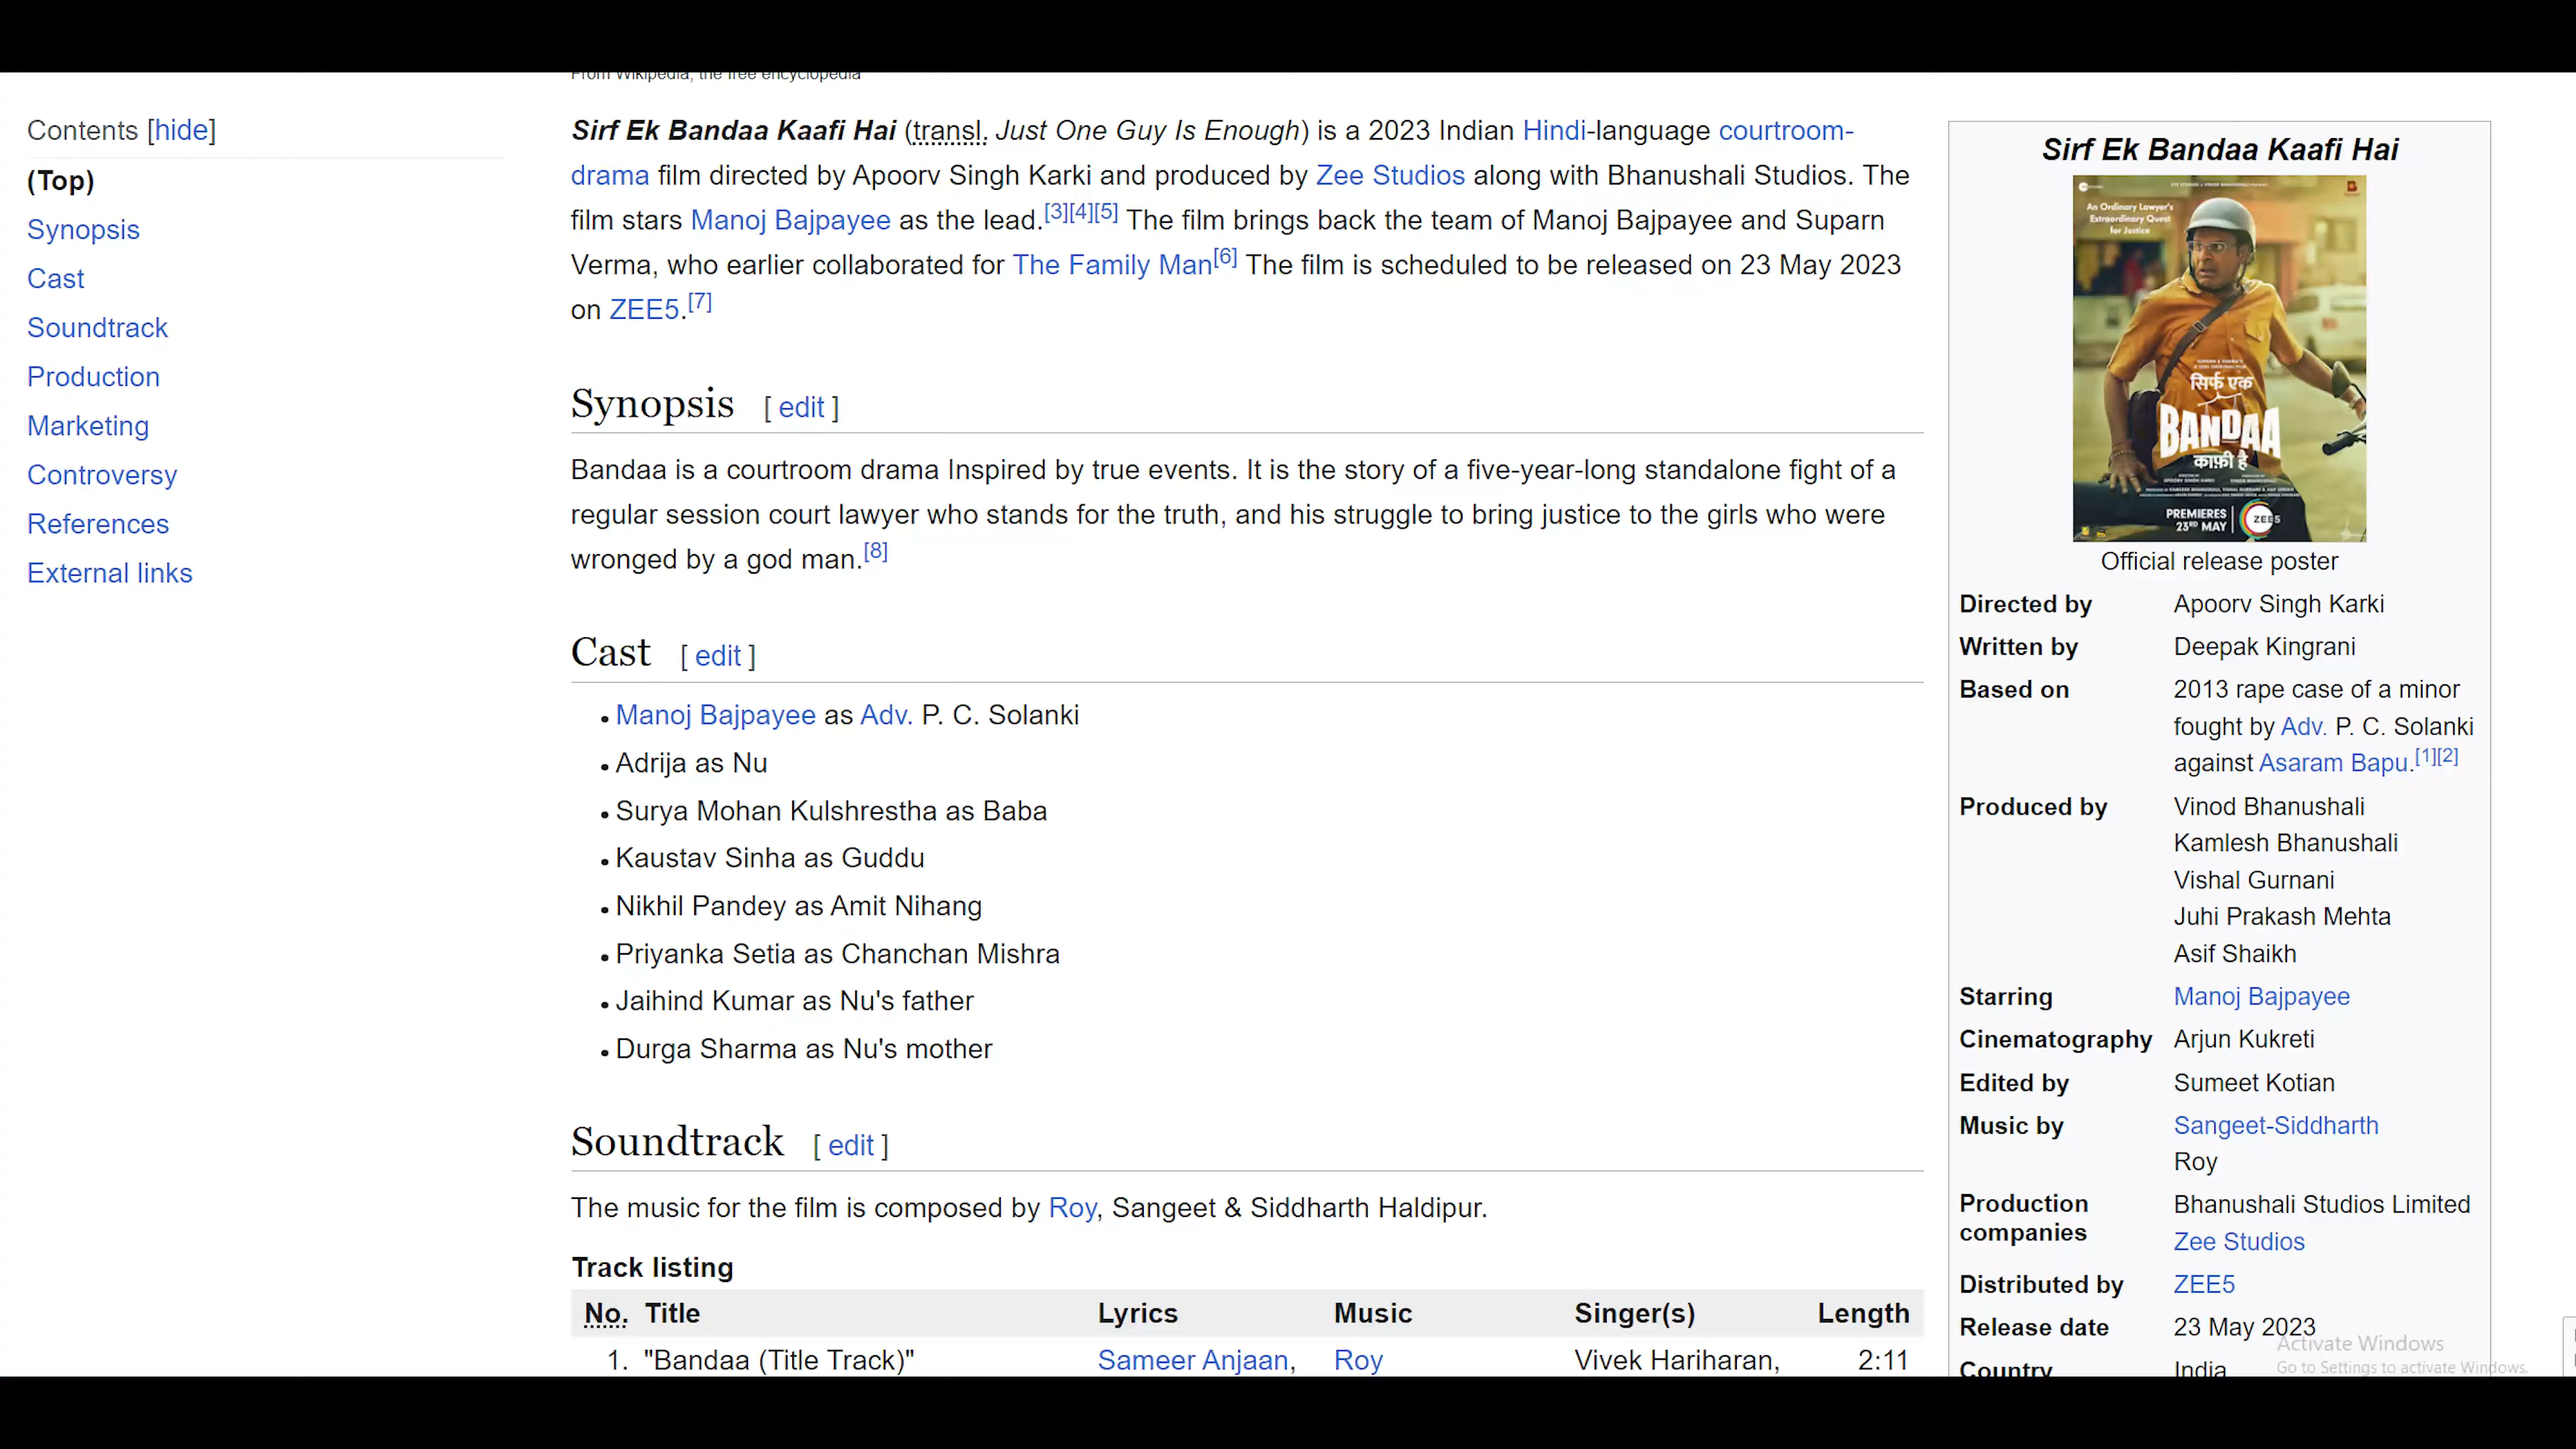 From Wikipedia, the free encyclopedia
Contents [hide]
(Top)
Synopsis
Cast
Soundtrack
Production
Marketing
Controversy
References
External links
Sirf Ek Bandaa Kaafi Hai (transl. Just One Guy Is Enough) is a 2023 Indian Hindi-language courtroom-
drama film directed by Apoorv Singh Karki and produced by Zee Studios along with Bhanushali Studios. The
film stars Manoj Bajpayee as the lead.[3][4][5] The film brings back the team of Manoj Bajpayee and Suparn
Verma, who earlier collaborated for The Family Man[6] The film is scheduled to be released on 23 May 2023
on ZEE5.[7]
Synopsis [ edit ]
Bandaa is a courtroom drama Inspired by true events. It is the story of a five-year-long standalone fight of a
regular session court lawyer who stands for the truth, and his struggle to bring justice to the girls who were
wronged by a god man.[8]
Cast [ edit ]
• Manoj Bajpayee as Adv. P. C. Solanki
• Adrija as Nu
• Surya Mohan Kulshrestha as Baba
• Kaustav Sinha as Guddu
• Nikhil Pandey as Amit Nihang
• Priyanka Setia as Chanchan Mishra
• Jaihind Kumar as Nu's father
• Durga Sharma as Nu's mother
Soundtrack [ edit ]
The music for the film is composed by Roy, Sangeet & Siddharth Haldipur.
Track listing
No. Title Lyrics Music Singer(s) Length
1. "Bandaa (Title Track)" Sameer Anjaan, Roy Vivek Hariharan, 2:11
Sirf Ek Bandaa Kaafi Hai
An Ordinary Lawyer's
Extraordinary Quest
for Justice
सिर्फ एक
BANDAA
काफ़ी है
PREMIERES
23RD MAY
ZEE5
Official release poster
Directed by Apoorv Singh Karki
Written by Deepak Kingrani
Based on 2013 rape case of a minor
fought by Adv. P. C. Solanki
against Asaram Bapu.[1][2]
Produced by Vinod Bhanushali
Kamlesh Bhanushali
Vishal Gurnani
Juhi Prakash Mehta
Asif Shaikh
Starring Manoj Bajpayee
Cinematography Arjun Kukreti
Edited by Sumeet Kotian
Music by Sangeet-Siddharth
Roy
Production
companies
Bhanushali Studios Limited
Zee Studios
Distributed by ZEE5
Release date 23 May 2023
Country India
Activate Windows
Go to Settings to activate Windows.